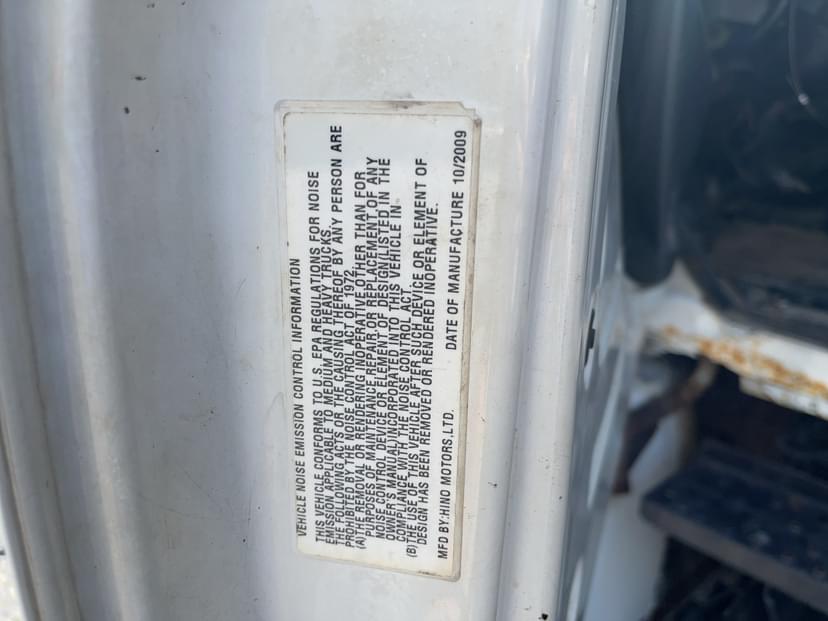 VEHICLE NOISE EMISSION CONTROL INFORMATION
THIS VEHICLE CONFORMS TO U.S. EPA REGULATIONS FOR NOISE
EMISSION APPLICABLE TO MEDIUM AND HEAVY TRUCKS.
THE FOLLOWING ACTS OR THE CAUSING THEREOF BY ANY PERSON ARE
PROHIBITED BY THE NOISE CONTROL ACT OF 1972.
(A)THE REMOVAL OR RENDERING INOPERATIVE OTHER THAN FOR
PURPOSES OF MAINTENANCE REPAIR OR REPLACEMENT OF ANY
NOISE CONTROL DEVICE OR ELEMENT OF DESIGN(LISTED IN THE
OWNER'S MANUAL) INCORPORATED INTO THIS VEHICLE IN
COMPLIANCE WITH THE NOISE CONTROL ACT.
(B)THE USE OF THIS VEHICLE AFTER SUCH DEVICE OR ELEMENT OF
DESIGN HAS BEEN REMOVED OR RENDERED INOPERATIVE.
MFD BY:HINO MOTORS,LTD. DATE OF MANUFACTURE 10/2009